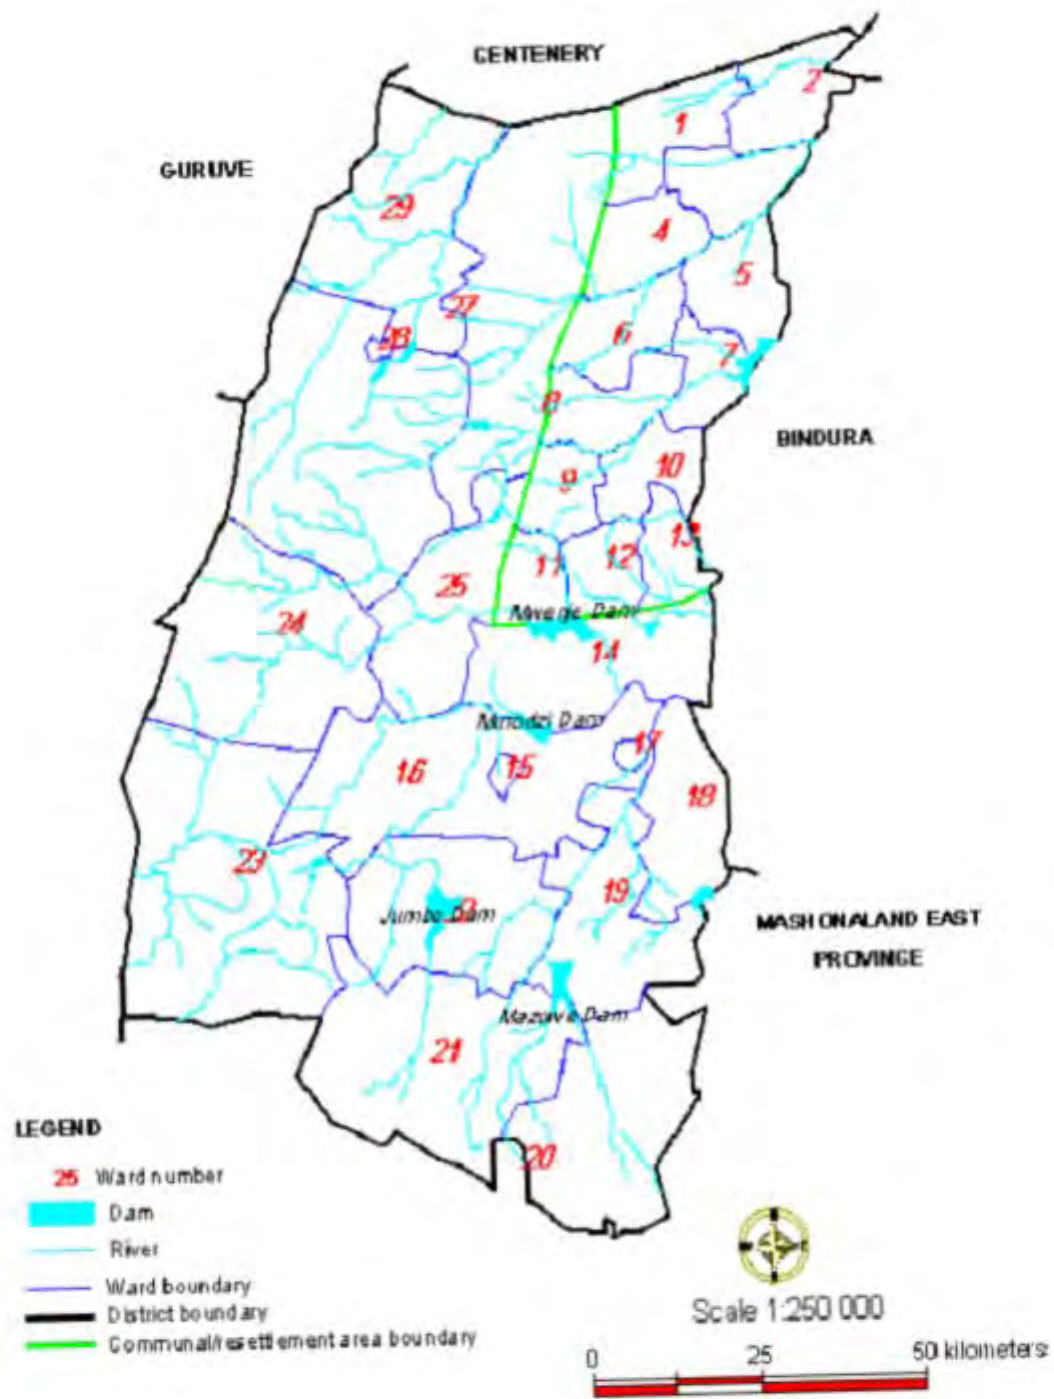 CENTENERY
2
1
GURUVE
29
4
5
27
28
6
7
8
BINDURA
10
9
13
12
11
25
Mwenje Dam
24
14
Dam
17
15
16
18
23
19
Jumbo Dam
3
MASHONALAND EAST
PROVINCE
Mazowe Dam
21
20
LEGEND
25 Ward number
Dam
River
Ward boundary
District boundary
Communal/resettlement area boundary
Scale 1:250 000
0 25 50 kilometers